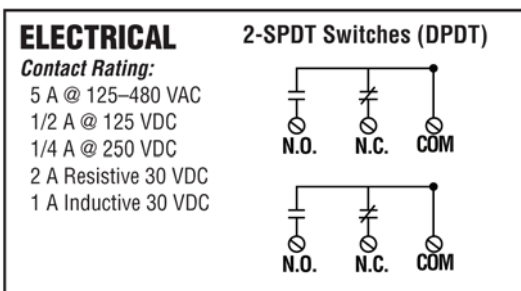 ELECTRICAL
Contact Rating:
5 A @ 125–480 VAC
1/2 A @ 125 VDC
1/4 A @ 250 VDC
2 A Resistive 30 VDC
1 A Inductive 30 VDC
2-SPDT Switches (DPDT)
N.O. N.C. COM
N.O. N.C. COM